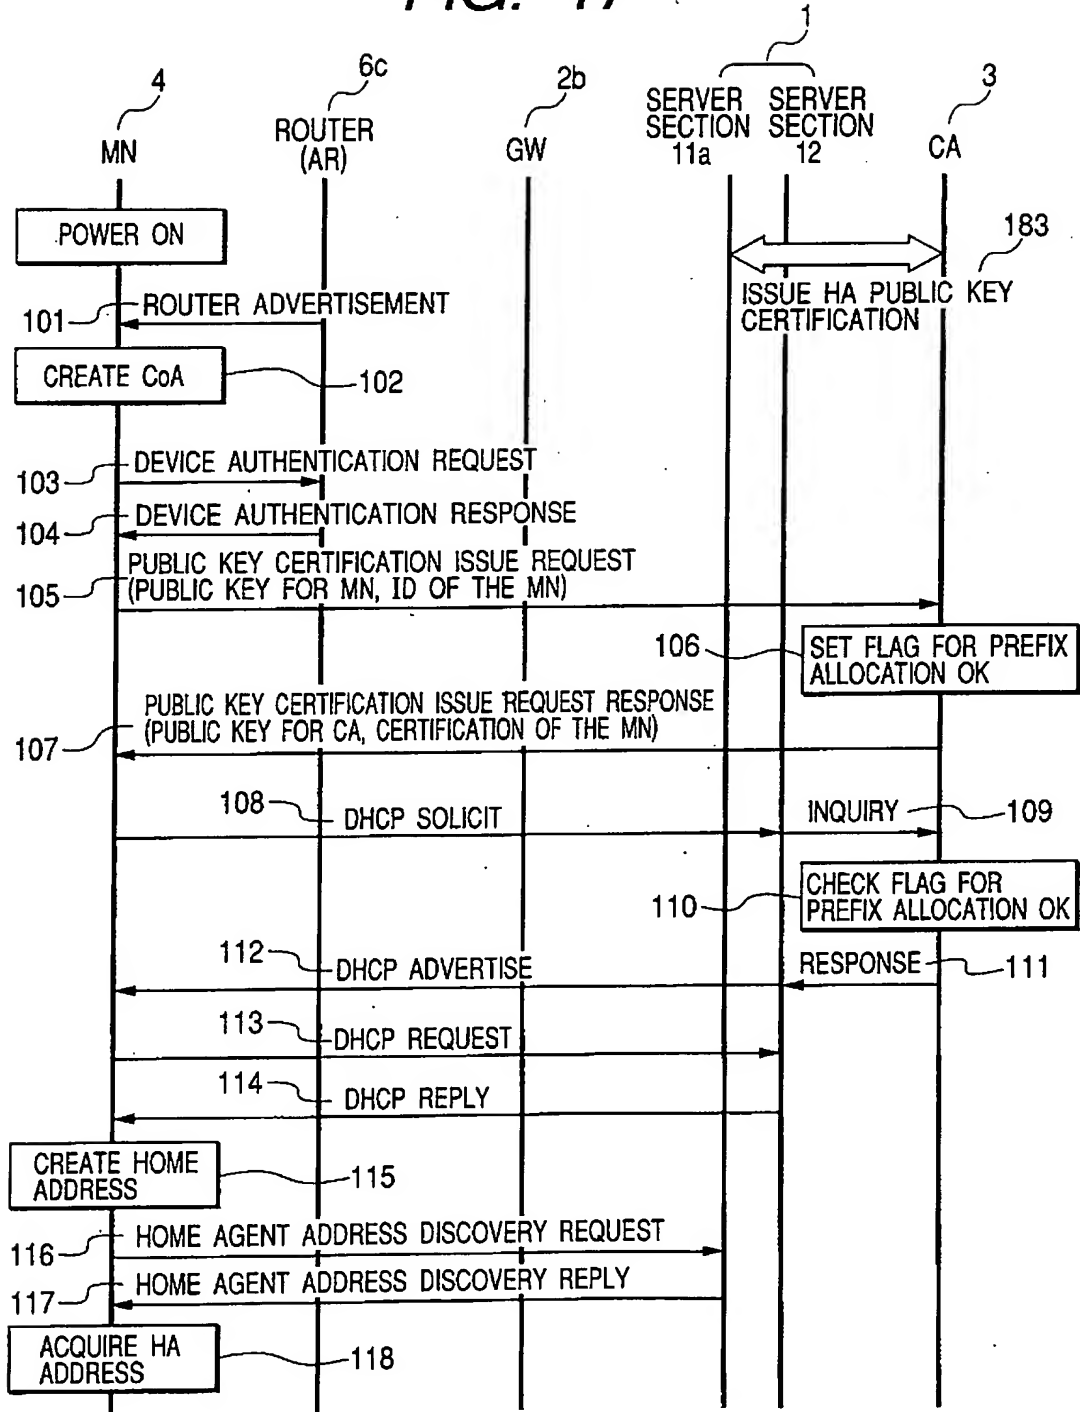 1
4
6c
2b
3
MN
ROUTER
(AR)
GW
SERVER
SECTION
11a
SERVER
SECTION
12
CA
POWER ON
183
ISSUE HA PUBLIC KEY
CERTIFICATION
101
ROUTER ADVERTISEMENT
CREATE CoA
102
103
DEVICE AUTHENTICATION REQUEST
104
DEVICE AUTHENTICATION RESPONSE
105
PUBLIC KEY CERTIFICATION ISSUE REQUEST
(PUBLIC KEY FOR MN, ID OF THE MN)
106
SET FLAG FOR PREFIX
ALLOCATION OK
107
PUBLIC KEY CERTIFICATION ISSUE REQUEST RESPONSE
(PUBLIC KEY FOR CA, CERTIFICATION OF THE MN)
108
DHCP SOLICIT
INQUIRY
109
110
CHECK FLAG FOR
PREFIX ALLOCATION OK
112
DHCP ADVERTISE
RESPONSE
111
113
DHCP REQUEST
114
DHCP REPLY
CREATE HOME
ADDRESS
115
116
HOME AGENT ADDRESS DISCOVERY REQUEST
117
HOME AGENT ADDRESS DISCOVERY REPLY
ACQUIRE HA
ADDRESS
118